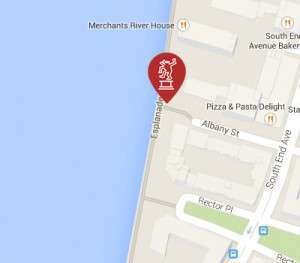 Merchants River House
South End
Avenue Baker
Pizza & Pasta Delight
Esplanade
Albany St
South End Ave
Rector Pl